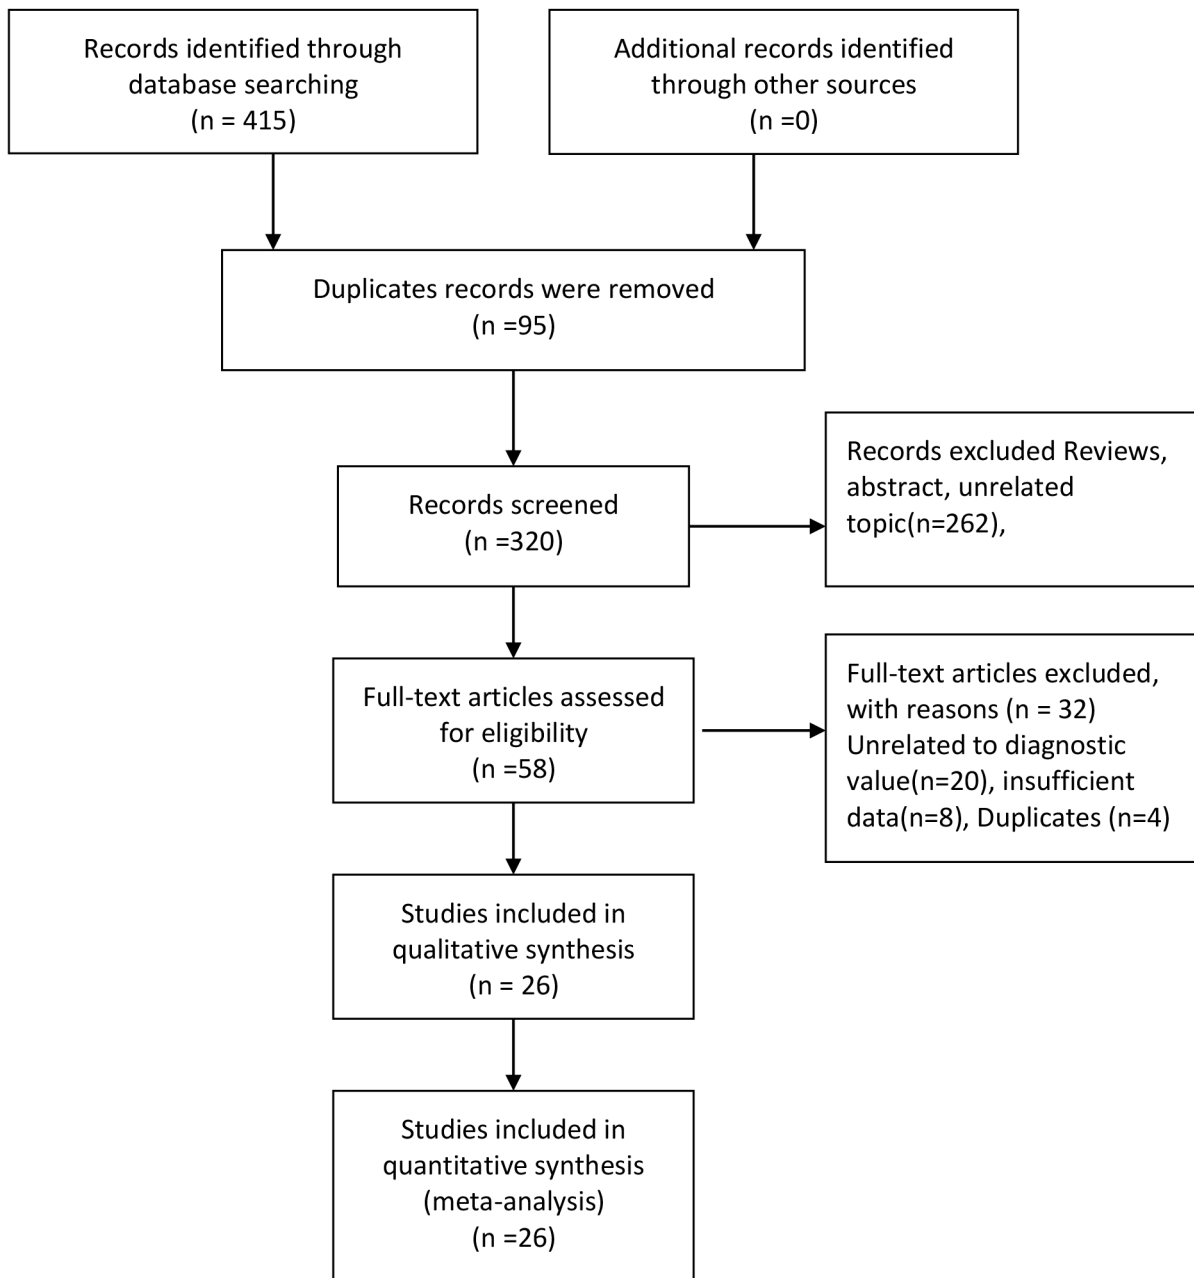 Records identified through
database searching
(n = 415)
Additional records identified
through other sources
(n =0)
Duplicates records were removed
(n =95)
Records screened
(n =320)
Records excluded Reviews,
abstract, unrelated
topic(n=262),
Full-text articles assessed
for eligibility
(n =58)
Full-text articles excluded,
with reasons (n = 32)
Unrelated to diagnostic
value(n=20), insufficient
data(n=8), Duplicates (n=4)
Studies included in
qualitative synthesis
(n = 26)
Studies included in
quantitative synthesis
(meta-analysis)
(n =26)